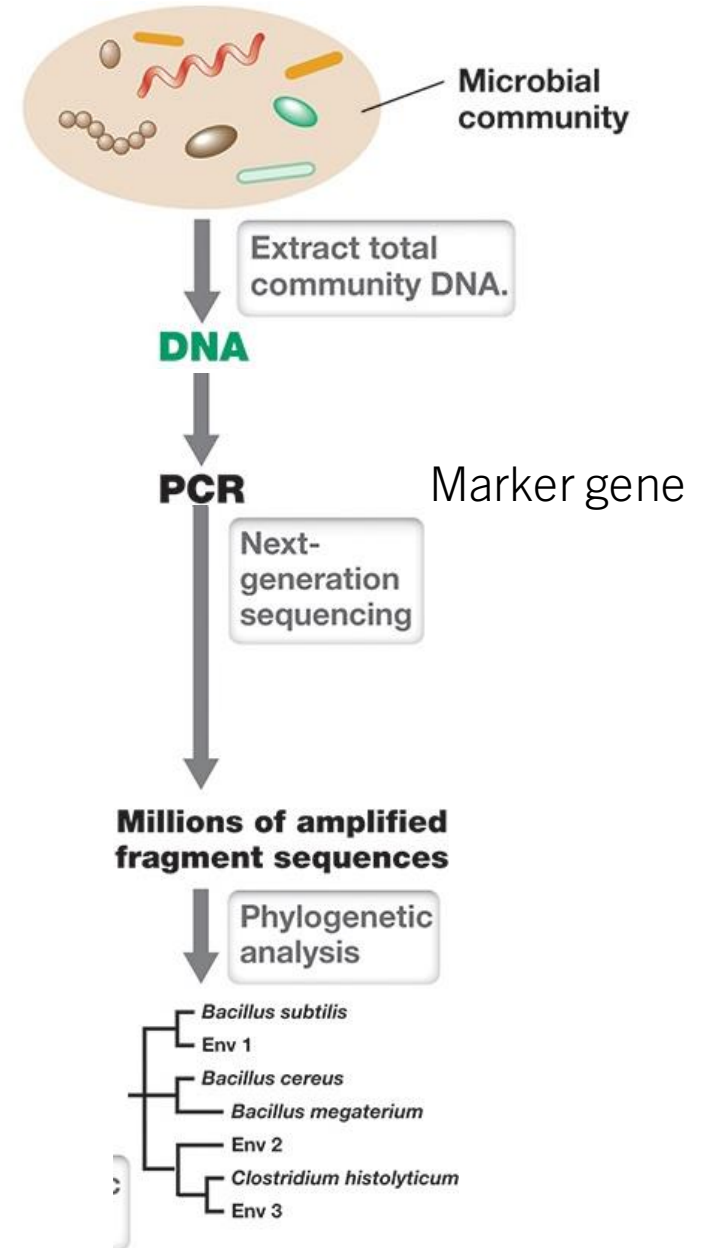 Microbial
community
Extract total
community DNA.
DNA
PCR
Marker gene
Next-
generation
sequencing
Millions of amplified
fragment sequences
Phylogenetic
analysis
Bacillus subtilis
Env 1
Bacillus cereus
Bacillus megaterium
Env 2
Clostridium histolyticum
Env 3